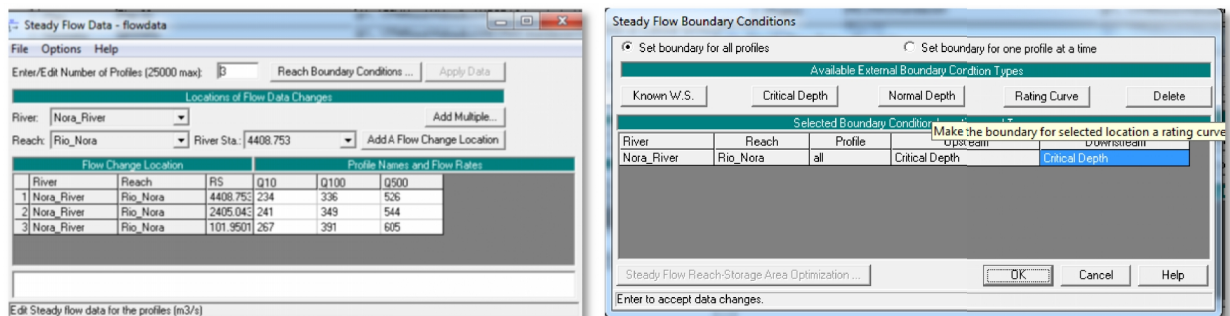 Steady Flow Data - flowdata
File Options Help
Enter/Edit Number of Profiles (25000 max): 3 Reach Boundary Conditions ... Apply Data
Locations of Flow Data Changes
River: Nora_River Add Multiple...
Reach: Rio_Nora River Sta.: 4408.753 Add A Flow Change Location
Flow Change Location Profile Names and Flow Rates
River Reach RS Q10 Q100 Q500
1 Nora_River Rio_Nora 4408.753 234 336 526
2 Nora_River Rio_Nora 2405.043 241 349 544
3 Nora_River Rio_Nora 101.9501 267 391 605
Edit Steady flow data for the profiles (m3/s)
Steady Flow Boundary Conditions
Set boundary for all profiles Set boundary for one profile at a time
Available External Boundary Condtion Types
Known W.S. Critical Depth Normal Depth Rating Curve Delete
Selected Boundary Condition
Make the boundary for selected location a rating curve
River Reach Profile Upstream Downstream
Nora_River Rio_Nora all Critical Depth Critical Depth
Steady Flow Reach-Storage Area Optimization ... OK Cancel Help
Enter to accept data changes.